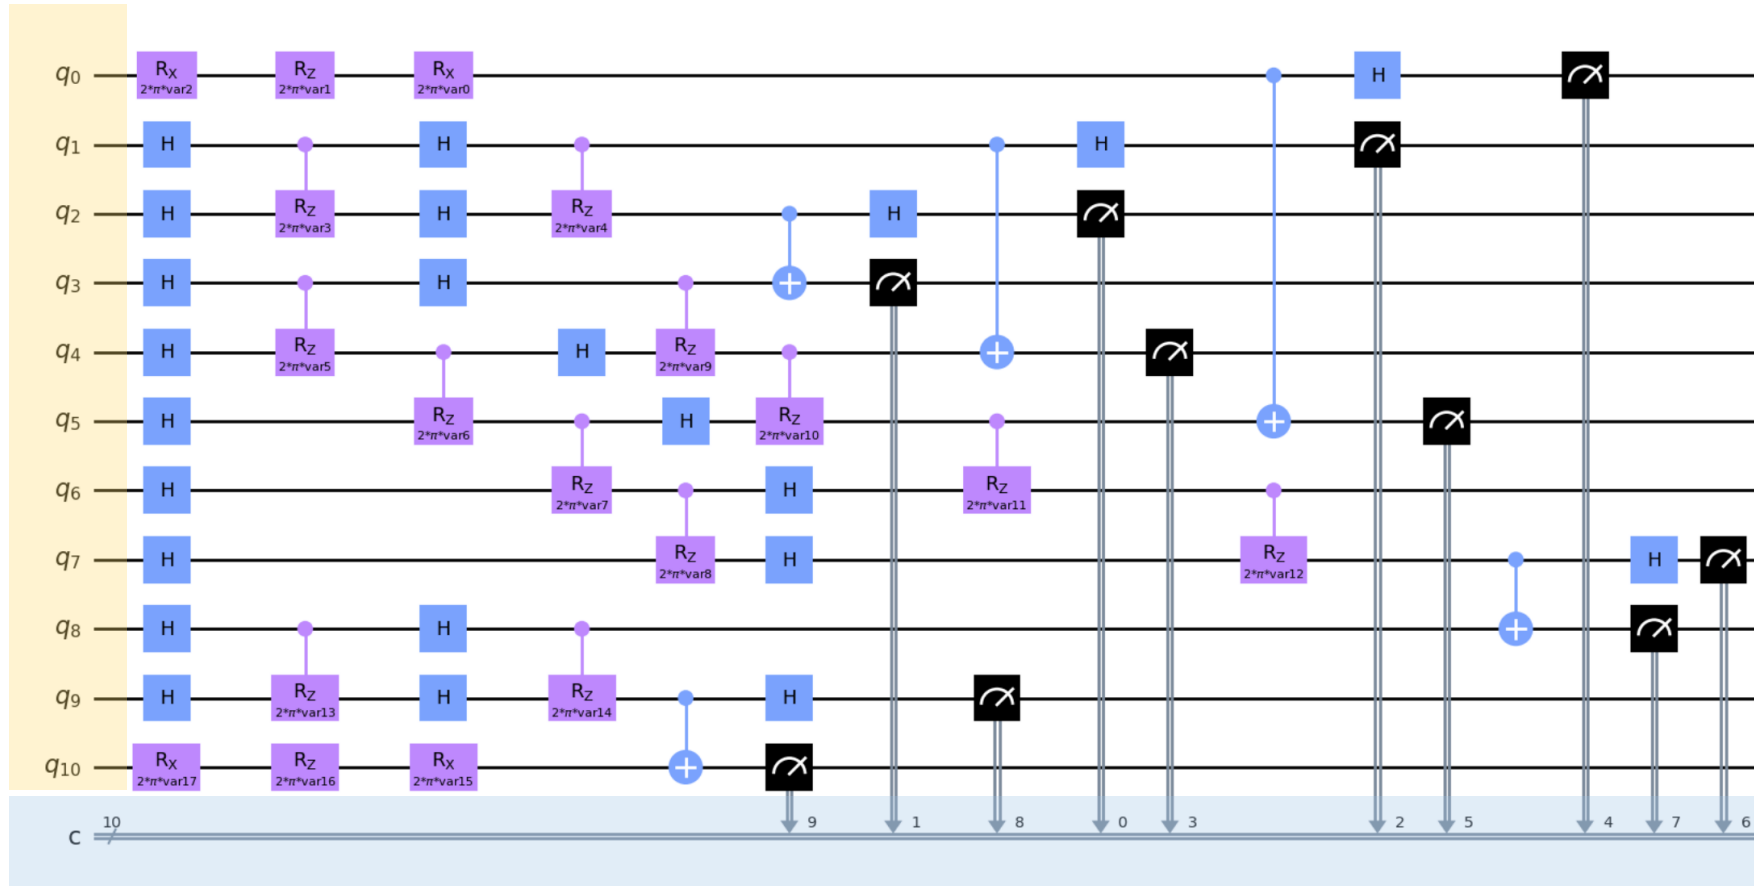 q0 RX 2*π*var2 RZ 2*π*var1 RX 2*π*var0 H
q1 H H H
q2 H RZ 2*π*var3 H RZ 2*π*var4 H
q3 H H
q4 H RZ 2*π*var5 H RZ 2*π*var9
q5 H RZ 2*π*var6 H RZ 2*π*var10
q6 H RZ 2*π*var7 H RZ 2*π*var11
q7 H RZ 2*π*var8 H RZ 2*π*var12 H
q8 H H
q9 H RZ 2*π*var13 H RZ 2*π*var14 H
q10 RX 2*π*var17 RZ 2*π*var16 RX 2*π*var15
c 10 9 1 8 0 3 2 5 4 7 6